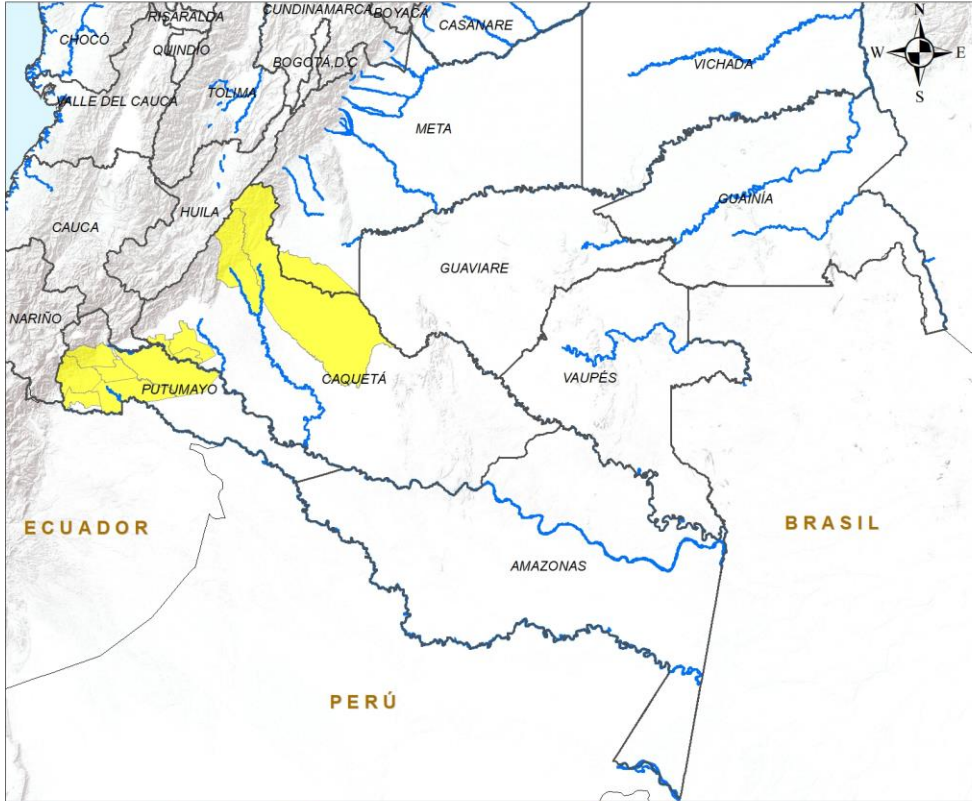 CUNDINAMARCA
BOYACÁ
RISARALDA
CASANARE
N
CHOCÓ
QUINDÍO
BOGOTÁ,D.C
W
E
VICHADA
S
TOLIMA
VALLE DEL CAUCA
META
HUILA
GUAINÍA
CAUCA
GUAVIARE
NARIÑO
CAQUETÁ
VAUPÉS
PUTUMAYO
ECUADOR
BRASIL
AMAZONAS
PERÚ